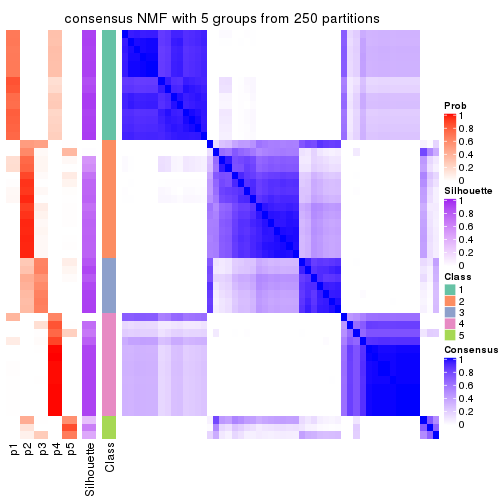 consensus NMF with 5 groups from 250 partitions
Prob
1
0.8
0.6
0.4
0.2
0
Silhouette
1
0.8
0.6
0.4
0.2
0
Class
1
2
3
4
5
Consensus
1
0.8
0.6
0.4
0.2
0
p1
p2
p3
p4
p5
Silhouette
Class